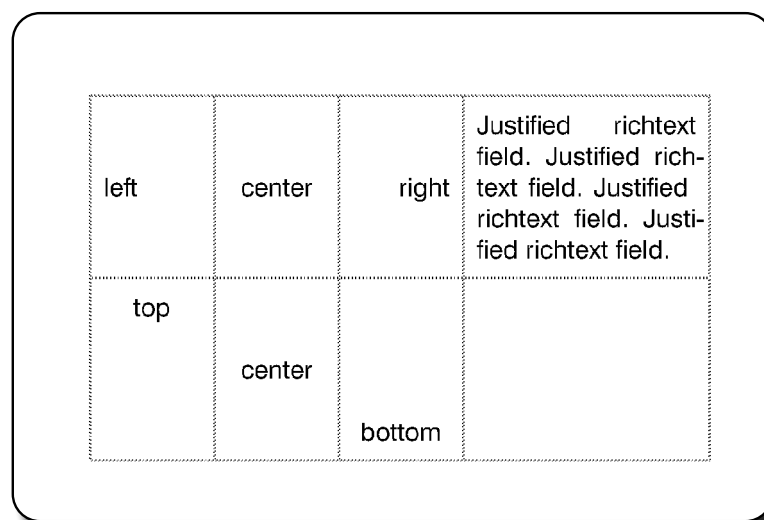 left
center
right
Justified richtext
field. Justified rich-
text field. Justified
richtext field. Justi-
fied richtext field.
top
center
bottom